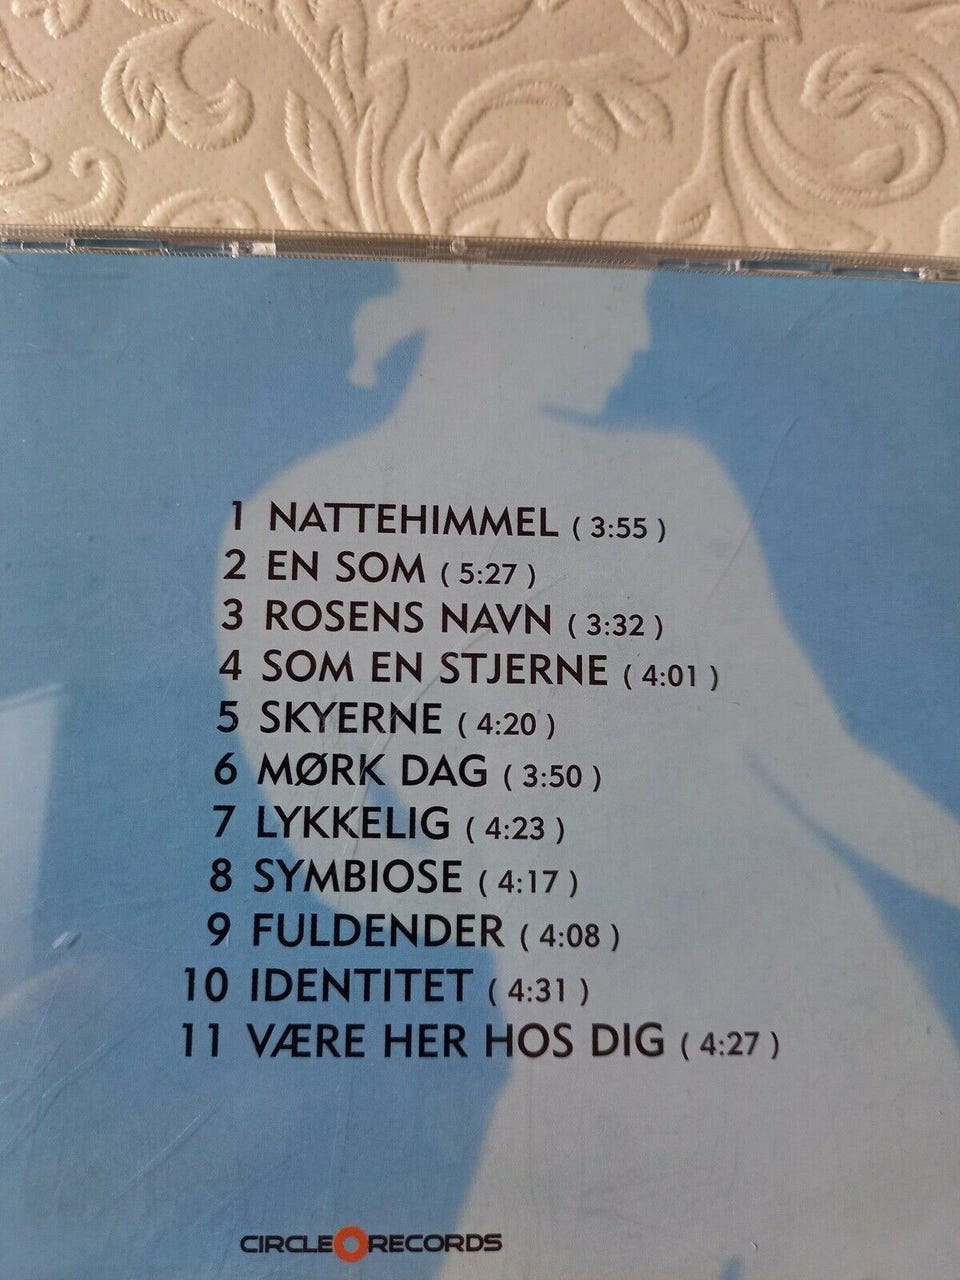 1 NATTEHIMMEL ( 3:55 )
2 EN SOM ( 5:27 )
3 ROSENS NAVN ( 3:32 )
4 SOM EN STJERNE ( 4:01 )
5 SKYERNE ( 4:20 )
6 MØRK DAG ( 3:50 )
7 LYKKELIG ( 4:23 )
8 SYMBIOSE ( 4:17 )
9 FULDENDER ( 4:08 )
10 IDENTITET ( 4:31 )
11 VÆRE HER HOS DIG ( 4:27 )
CIRCLE RECORDS